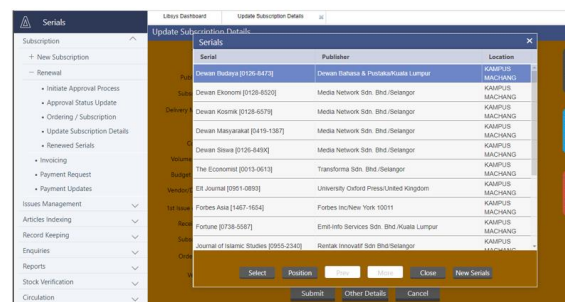 Serials
Libsys Dashboard
Update Subscription Details
Update Subscription Details
Subscription
+ New Subscription
− Renewal
• Initiate Approval Process
• Approval Status Update
• Ordering / Subscription
• Update Subscription Details
• Renewed Serials
• Invoicing
• Payment Request
• Payment Updates
Issues Management
Articles Indexing
Record Keeping
Enquiries
Reports
Stock Verification
Circulation
Serials
Serial Publisher Location
Dewan Budaya [0126-8473] Dewan Bahasa & Pustaka/Kuala Lumpur KAMPUS MACHANG
Dewan Ekonomi [0128-8520] Media Network Sdn. Bhd./Selangor KAMPUS MACHANG
Dewan Kosmik [0128-6579] Media Network Sdn. Bhd./Selangor KAMPUS MACHANG
Dewan Masyarakat [0419-1387] Media Network Sdn. Bhd./Selangor KAMPUS MACHANG
Dewan Siswa [0126-849X] Media Network Sdn. Bhd./Selangor KAMPUS MACHANG
The Economist [0013-0613] Transforma Sdn. Bhd./Selangor KAMPUS MACHANG
Elt Journal [0951-0893] University Oxford Press/United Kingdom KAMPUS MACHANG
Forbes Asia [1467-1654] Forbes Inc/New York 10011 KAMPUS MACHANG
Fortune [0738-5587] Emit-Info Services Sdn. Bhd./Kuala Lumpur KAMPUS MACHANG
Journal of Islamic Studies [0955-2340] Rentak Innovatif Sdn Bhd/Selangor KAMPUS MACHANG
Select Position Prev More Close New Serials
Submit Other Details Cancel